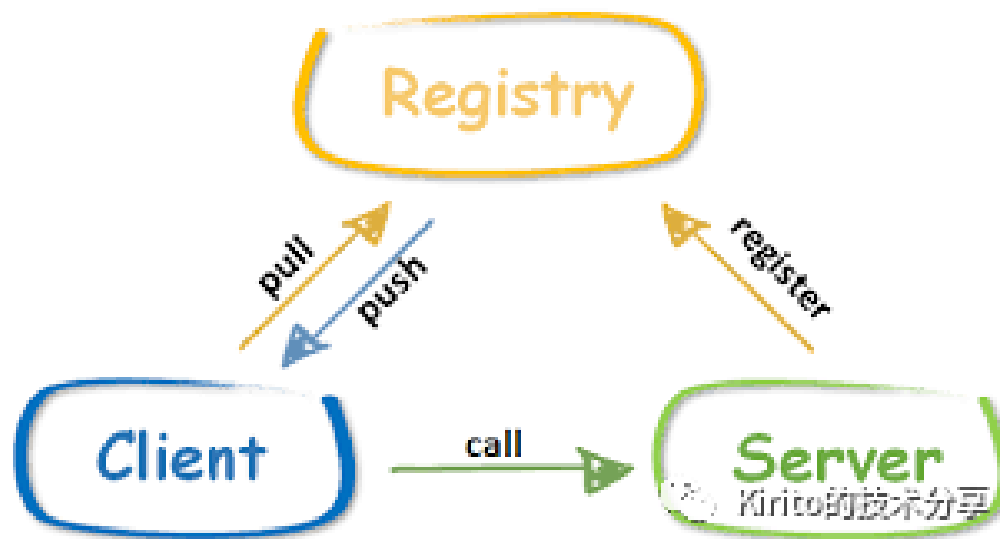 Registry
pull
push
register
Client
call
Server
Kirito的技术分享